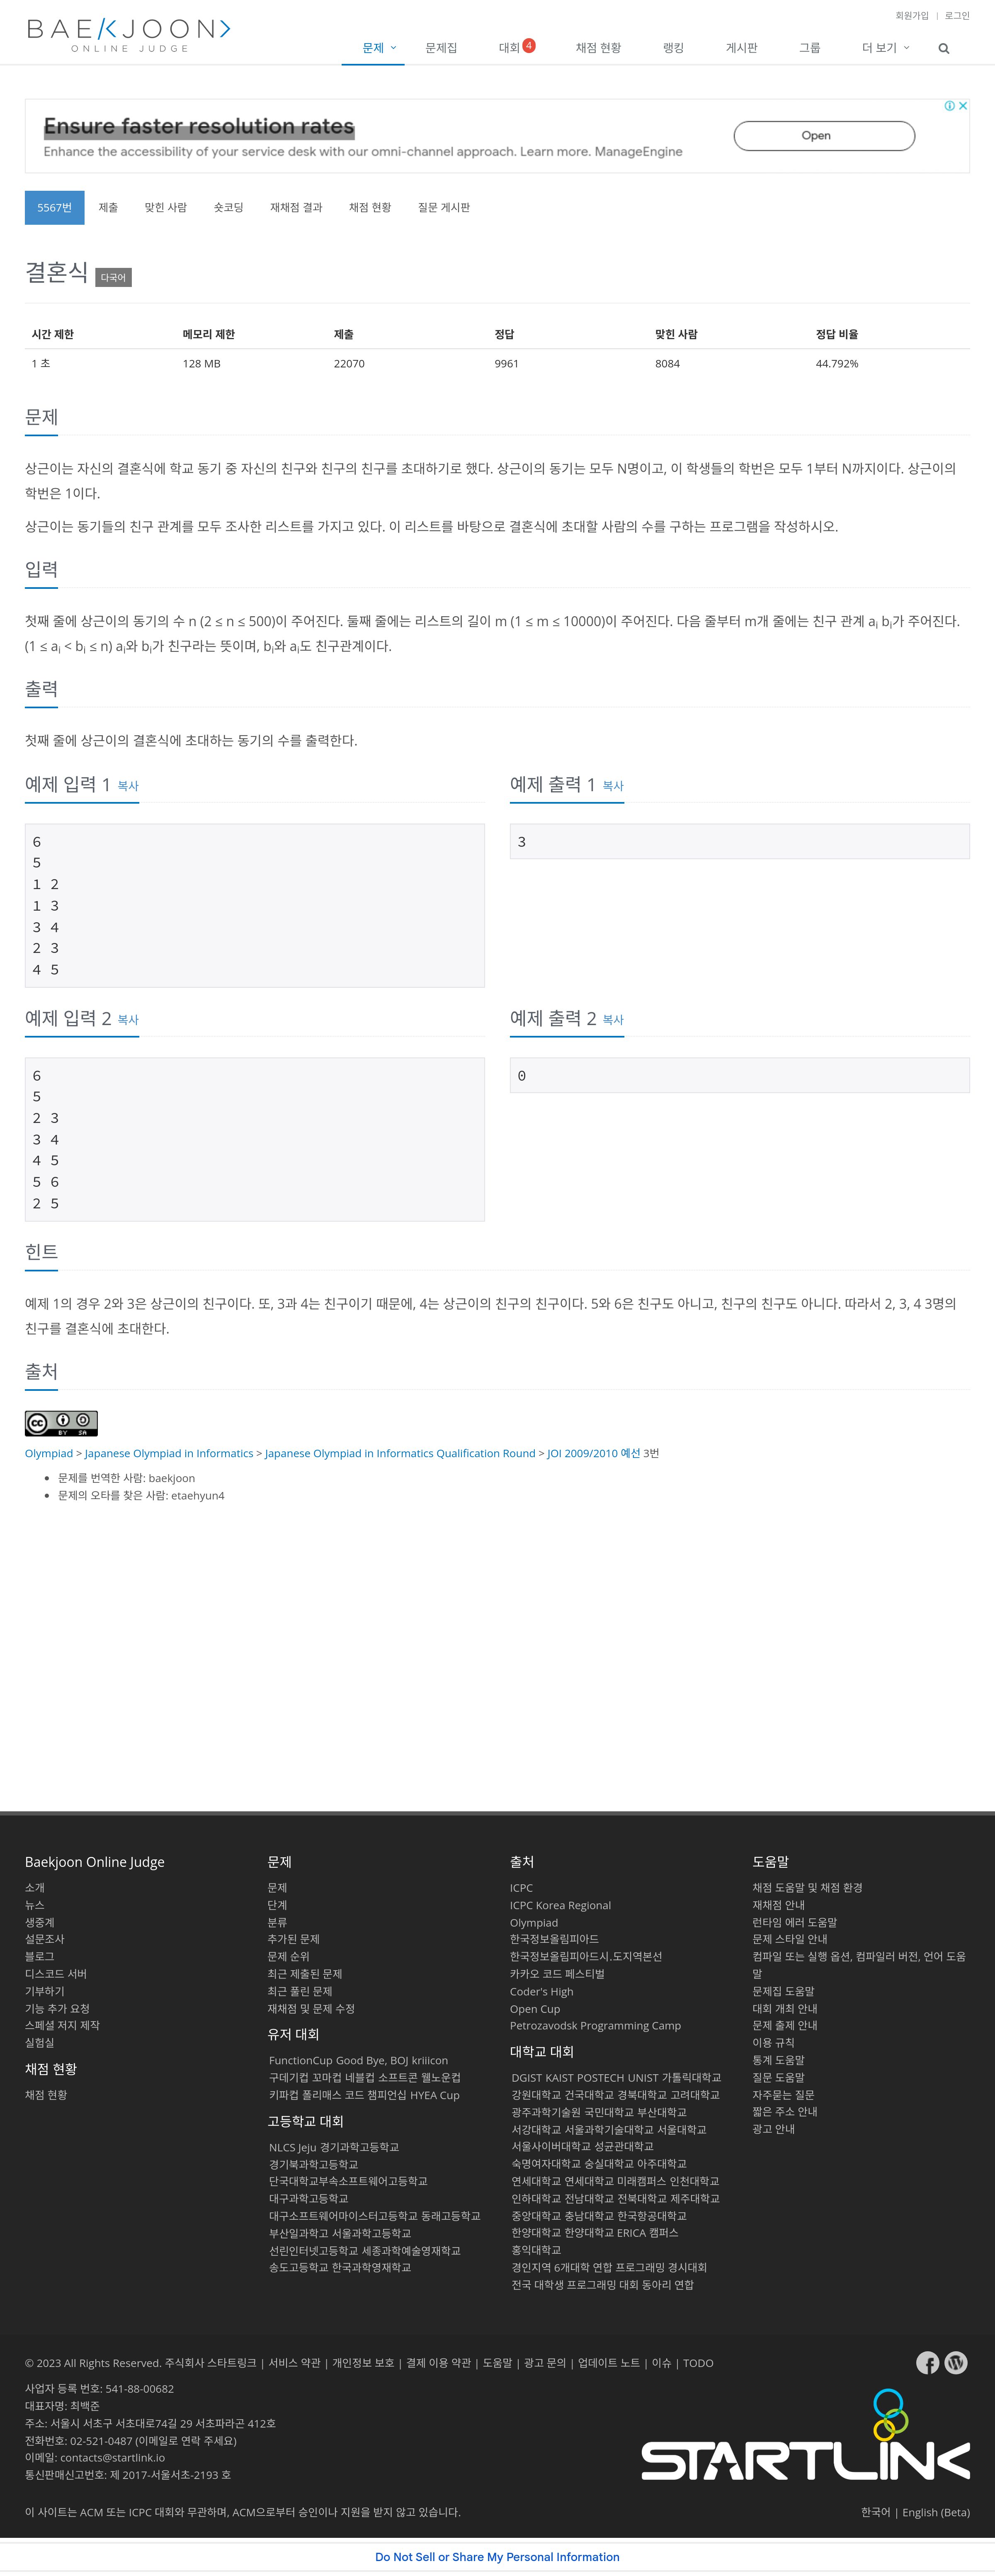 회원가입 | 로그인
BAEKJOON>
ONLINE JUDGE
문제 문제집 대회 4 채점 현황 랭킹 게시판 그룹 더 보기
Ensure faster resolution rates
Enhance the accessibility of your service desk with our omni-channel approach. Learn more. ManageEngine
Open
5567번 제출 맞힌 사람 숏코딩 재채점 결과 채점 현황 질문 게시판
결혼식 다국어
시간 제한 메모리 제한 제출 정답 맞힌 사람 정답 비율
1 초 128 MB 22070 9961 8084 44.792%
문제
상근이는 자신의 결혼식에 학교 동기 중 자신의 친구와 친구의 친구를 초대하기로 했다. 상근이의 동기는 모두 N명이고, 이 학생들의 학번은 모두 1부터 N까지이다. 상근이의
학번은 1이다.
상근이는 동기들의 친구 관계를 모두 조사한 리스트를 가지고 있다. 이 리스트를 바탕으로 결혼식에 초대할 사람의 수를 구하는 프로그램을 작성하시오.
입력
첫째 줄에 상근이의 동기의 수 n (2 ≤ n ≤ 500)이 주어진다. 둘째 줄에는 리스트의 길이 m (1 ≤ m ≤ 10000)이 주어진다. 다음 줄부터 m개 줄에는 친구 관계 ai bi가 주어진다.
(1 ≤ ai < bi ≤ n) ai와 bi가 친구라는 뜻이며, bi와 ai도 친구관계이다.
출력
첫째 줄에 상근이의 결혼식에 초대하는 동기의 수를 출력한다.
예제 입력 1 복사
6
5
1 2
1 3
3 4
2 3
4 5
예제 출력 1 복사
3
예제 입력 2 복사
6
5
2 3
3 4
4 5
5 6
2 5
예제 출력 2 복사
0
힌트
예제 1의 경우 2와 3은 상근이의 친구이다. 또, 3과 4는 친구이기 때문에, 4는 상근이의 친구의 친구이다. 5와 6은 친구도 아니고, 친구의 친구도 아니다. 따라서 2, 3, 4 3명의
친구를 결혼식에 초대한다.
출처
CC BY SA
Olympiad > Japanese Olympiad in Informatics > Japanese Olympiad in Informatics Qualification Round > JOI 2009/2010 예선 3번
• 문제를 번역한 사람: baekjoon
• 문제의 오타를 찾은 사람: etaehyun4
Baekjoon Online Judge
소개
뉴스
생중계
설문조사
블로그
디스코드 서버
기부하기
기능 추가 요청
스페셜 저지 제작
실험실
채점 현황
채점 현황
문제
문제
단계
분류
추가된 문제
문제 순위
최근 제출된 문제
최근 풀린 문제
재채점 및 문제 수정
유저 대회
FunctionCup Good Bye, BOJ kriiicon
구데기컵 꼬마컵 네블컵 소프트콘 웰노운컵
키파컵 폴리매스 코드 챔피언십 HYEA Cup
고등학교 대회
NLCS Jeju 경기과학고등학교
경기북과학고등학교
단국대학교부속소프트웨어고등학교
대구과학고등학교
대구소프트웨어마이스터고등학교 동래고등학교
부산일과학고 서울과학고등학교
선린인터넷고등학교 세종과학예술영재학교
송도고등학교 한국과학영재학교
출처
ICPC
ICPC Korea Regional
Olympiad
한국정보올림피아드
한국정보올림피아드시.도지역본선
카카오 코드 페스티벌
Coder's High
Open Cup
Petrozavodsk Programming Camp
대학교 대회
DGIST KAIST POSTECH UNIST 가톨릭대학교
강원대학교 건국대학교 경북대학교 고려대학교
광주과학기술원 국민대학교 부산대학교
서강대학교 서울과학기술대학교 서울대학교
서울사이버대학교 성균관대학교
숙명여자대학교 숭실대학교 아주대학교
연세대학교 연세대학교 미래캠퍼스 인천대학교
인하대학교 전남대학교 전북대학교 제주대학교
중앙대학교 충남대학교 한국항공대학교
한양대학교 한양대학교 ERICA 캠퍼스
홍익대학교
경인지역 6개대학 연합 프로그래밍 경시대회
전국 대학생 프로그래밍 대회 동아리 연합
도움말
채점 도움말 및 채점 환경
재채점 안내
런타임 에러 도움말
문제 스타일 안내
컴파일 또는 실행 옵션, 컴파일러 버전, 언어 도움
말
문제집 도움말
대회 개최 안내
문제 출제 안내
이용 규칙
통계 도움말
질문 도움말
자주묻는 질문
짧은 주소 안내
광고 안내
© 2023 All Rights Reserved. 주식회사 스타트링크 | 서비스 약관 | 개인정보 보호 | 결제 이용 약관 | 도움말 | 광고 문의 | 업데이트 노트 | 이슈 | TODO
사업자 등록 번호: 541-88-00682
대표자명: 최백준
주소: 서울시 서초구 서초대로74길 29 서초파라곤 412호
전화번호: 02-521-0487 (이메일로 연락 주세요)
이메일: contacts@startlink.io
통신판매신고번호: 제 2017-서울서초-2193 호
STARTLINK
이 사이트는 ACM 또는 ICPC 대회와 무관하며, ACM으로부터 승인이나 지원을 받지 않고 있습니다.
한국어 | English (Beta)
Do Not Sell or Share My Personal Information